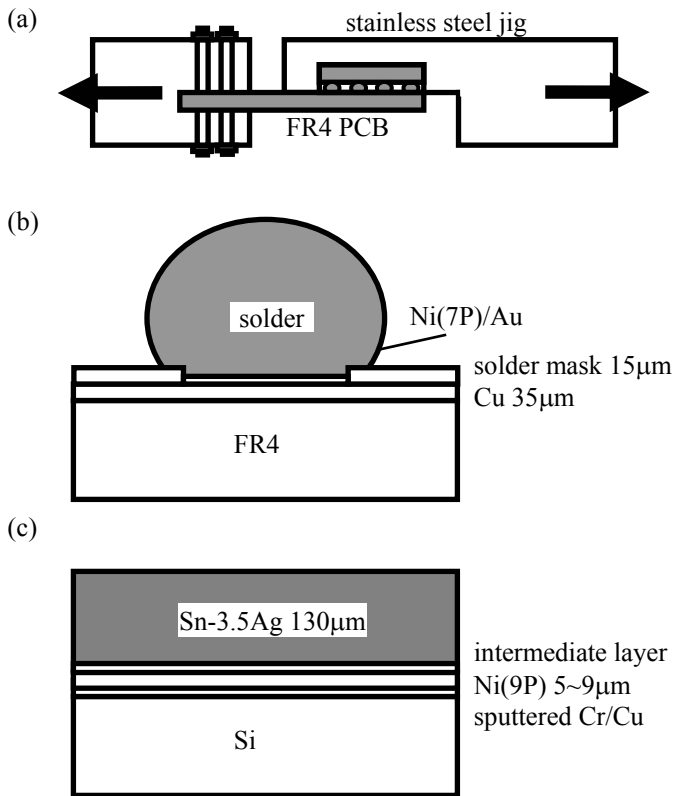 (a)
stainless steel jig
FR4 PCB
(b)
solder
Ni(7P)/Au
solder mask 15μm
Cu 35μm
FR4
(c)
Sn-3.5Ag 130μm
intermediate layer
Ni(9P) 5~9μm
sputtered Cr/Cu
Si